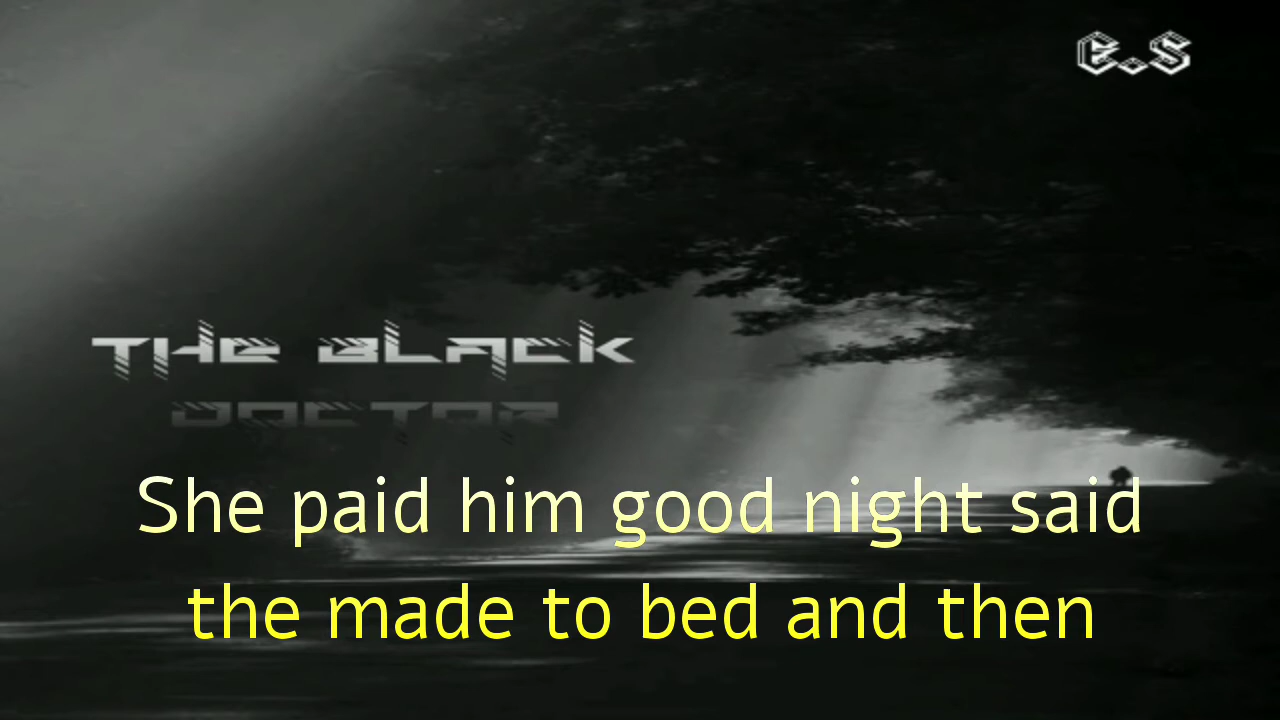 E.S
THE BLACK
DOCTOR
She paid him good night said
the made to bed and then